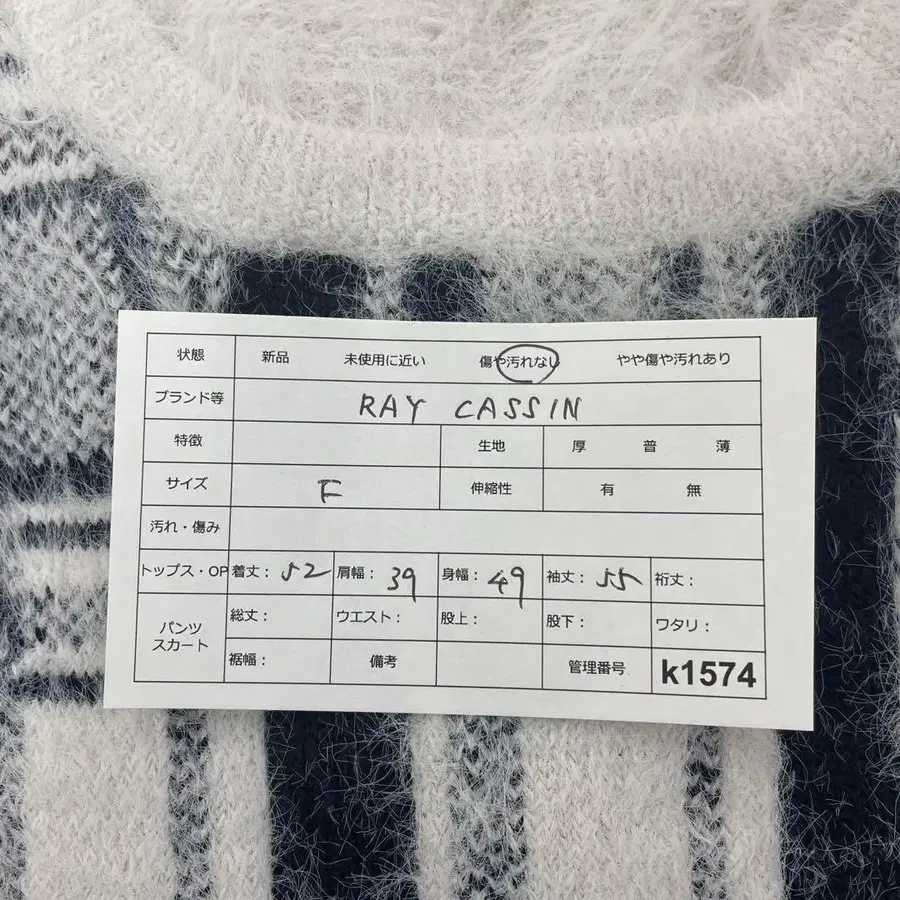 状態 新品 未使用に近い 傷や汚れなし やや傷や汚れあり
ブランド等 RAY CASSIN
特徴 生地 厚 普 薄
サイズ F 伸縮性 有 無
汚れ・傷み
トップス・OP 着丈：52 肩幅：39 身幅：49 袖丈：55 裄丈：
パンツ スカート 総丈： ウエスト： 股上： 股下： ワタリ：
裾幅： 備考 管理番号 k1574